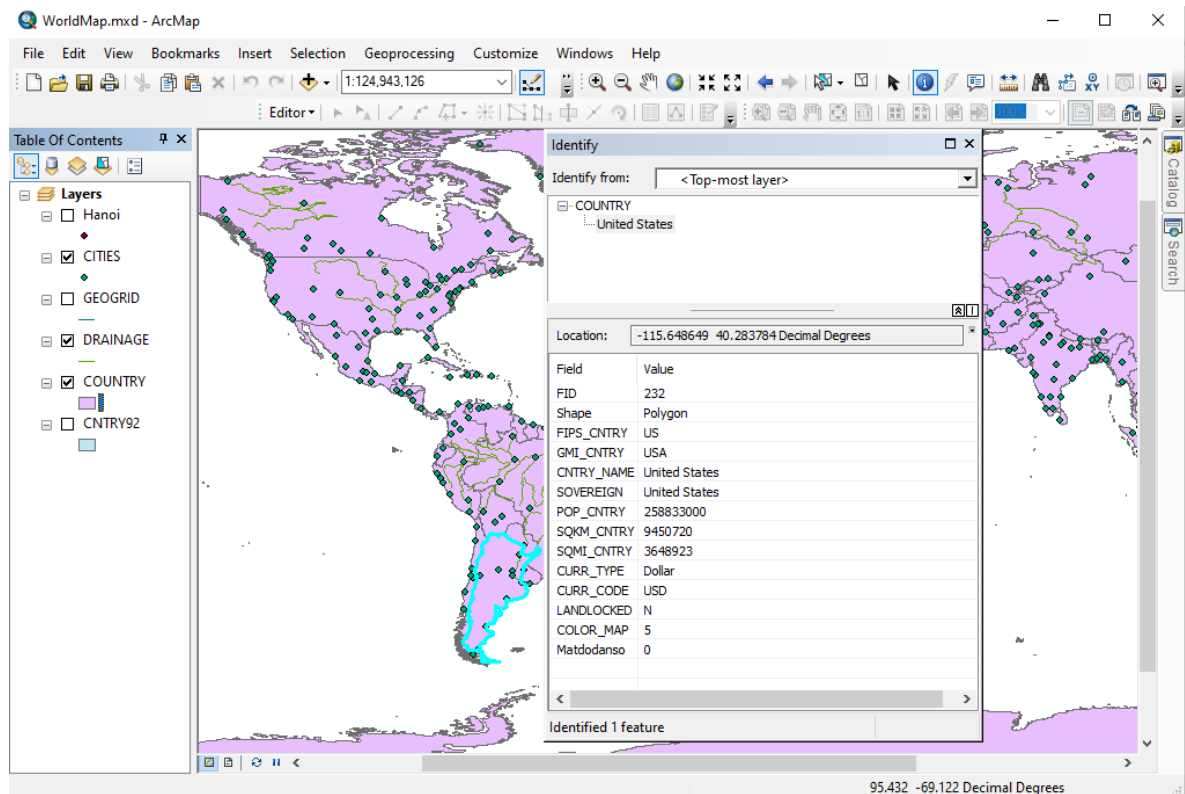 WorldMap.mxd - ArcMap
File Edit View Bookmarks Insert Selection Geoprocessing Customize Windows Help
1:124,943,126
Editor
100%
Table Of Contents
Layers
Hanoi
CITIES
GEOGRID
DRAINAGE
COUNTRY
CNTRY92
Identify
Identify from: <Top-most layer>
COUNTRY
United States
Location: -115.648649 40.283784 Decimal Degrees
Field Value
FID 232
Shape Polygon
FIPS_CNTRY US
GMI_CNTRY USA
CNTRY_NAME United States
SOVEREIGN United States
POP_CNTRY 258833000
SQKM_CNTRY 9450720
SQMI_CNTRY 3648923
CURR_TYPE Dollar
CURR_CODE USD
LANDLOCKED N
COLOR_MAP 5
Matdodanso 0
Identified 1 feature
Catalog
Search
95.432 -69.122 Decimal Degrees